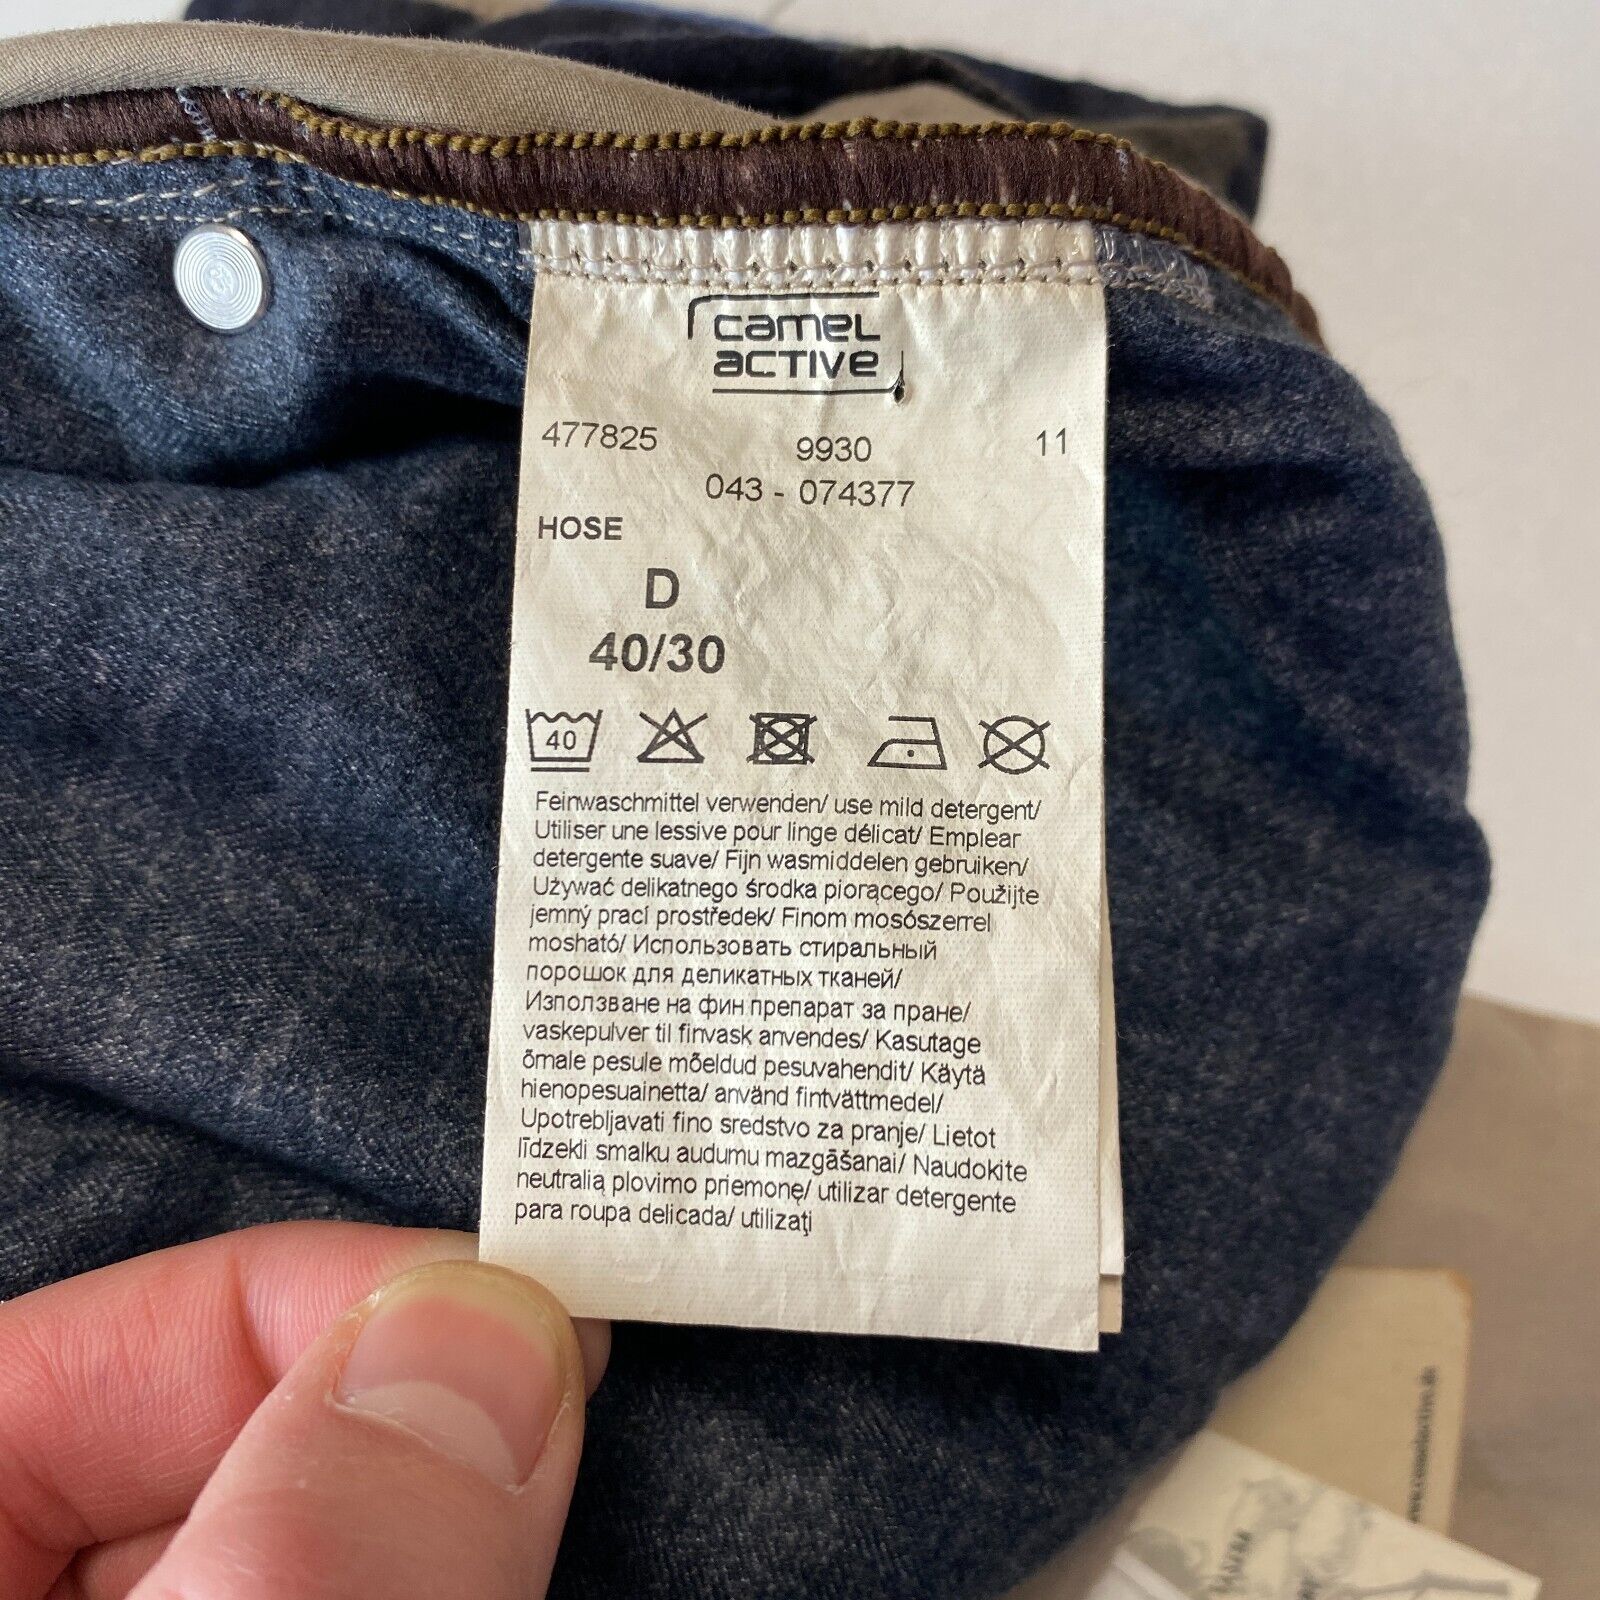 camel
active
477825 9930 11
043 - 074377
HOSE
D
40/30
40
Feinwaschmittel verwenden/ use mild detergent/
Utiliser une lessive pour linge délicat/ Emplear
detergente suave/ Fijn wasmiddelen gebruiken/
Używać delikatnego środka piorącego/ Použijte
jemný prací prostředek/ Finom mosószerrel
mosható/ Использовать стиральный
порошок для деликатных тканей/
Използване на фин препарат за пране/
vaskepulver til finvask anvendes/ Kasutage
õmale pesule mõeldud pesuvahendit/ Käytä
hienopesuainetta/ använd fintvättmedel/
Upotrebljavati fino sredstvo za pranje/ Lietot
līdzekli smalku audumu mazgāšanai/ Naudokite
neutralią plovimo priemonę/ utilizar detergente
para roupa delicada/ utilizaţi